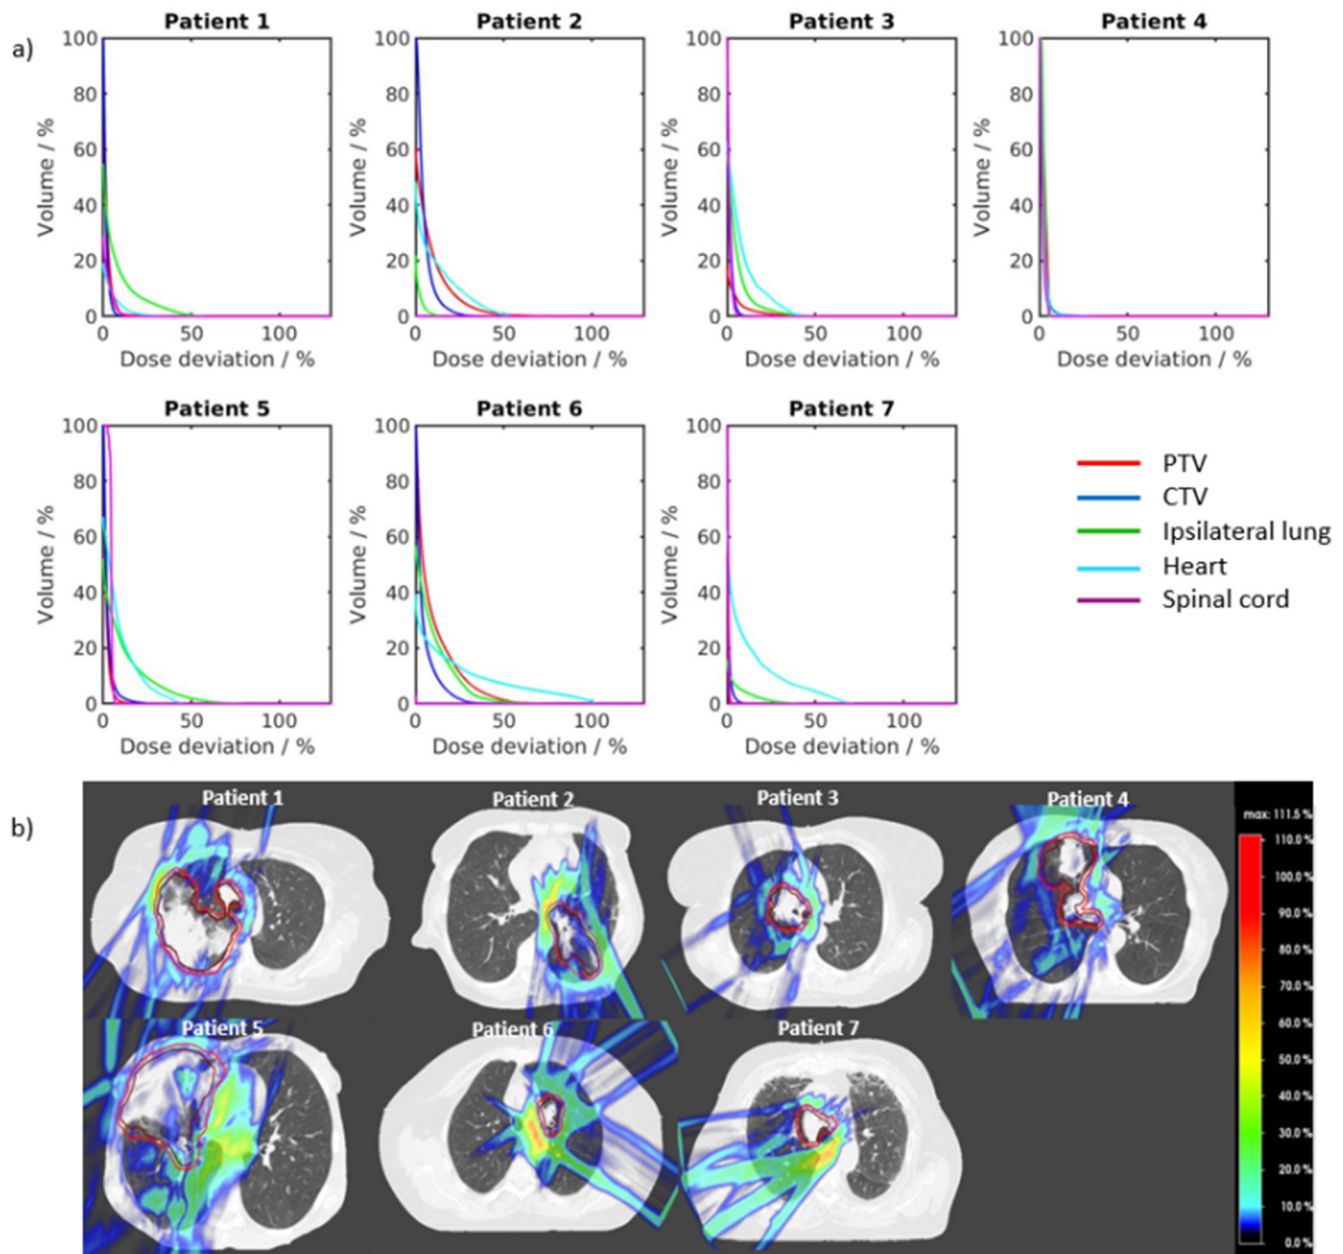 a)
Patient 1
Patient 2
Patient 3
Patient 4
100
80
60
40
20
0
Volume / %
0 50 100
Dose deviation / %
100
80
60
40
20
0
Volume / %
0 50 100
Dose deviation / %
100
80
60
40
20
0
Volume / %
0 50 100
Dose deviation / %
100
80
60
40
20
0
Volume / %
0 50 100
Dose deviation / %
Patient 5
Patient 6
Patient 7
100
80
60
40
20
0
Volume / %
0 50 100
Dose deviation / %
100
80
60
40
20
0
Volume / %
0 50 100
Dose deviation / %
100
80
60
40
20
0
Volume / %
0 50 100
Dose deviation / %
PTV
CTV
Ipsilateral lung
Heart
Spinal cord
b)
Patient 1
Patient 2
Patient 3
Patient 4
Patient 5
Patient 6
Patient 7
max: 111.5 %
110.0 %
100.0 %
90.0 %
80.0 %
70.0 %
60.0 %
50.0 %
40.0 %
30.0 %
20.0 %
10.0 %
0.0 %